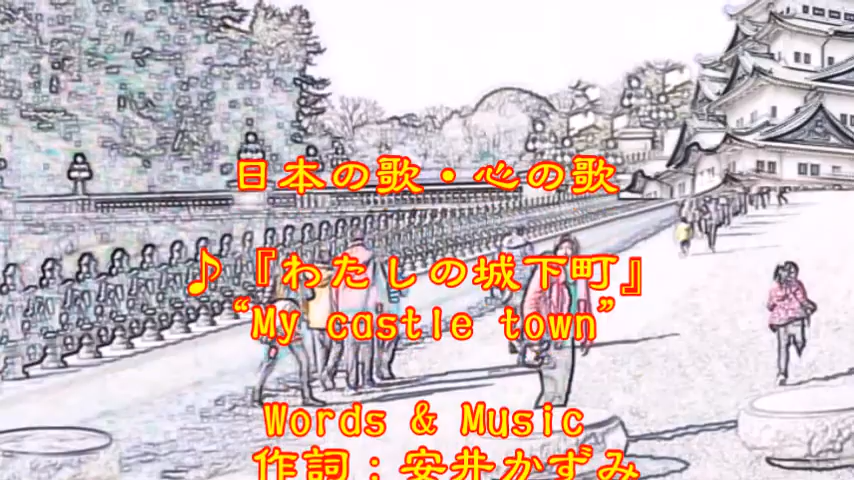 日本の歌・心の歌
♪『わたしの城下町』
“My castle town”
Words & Music
作詞：安井かずみ